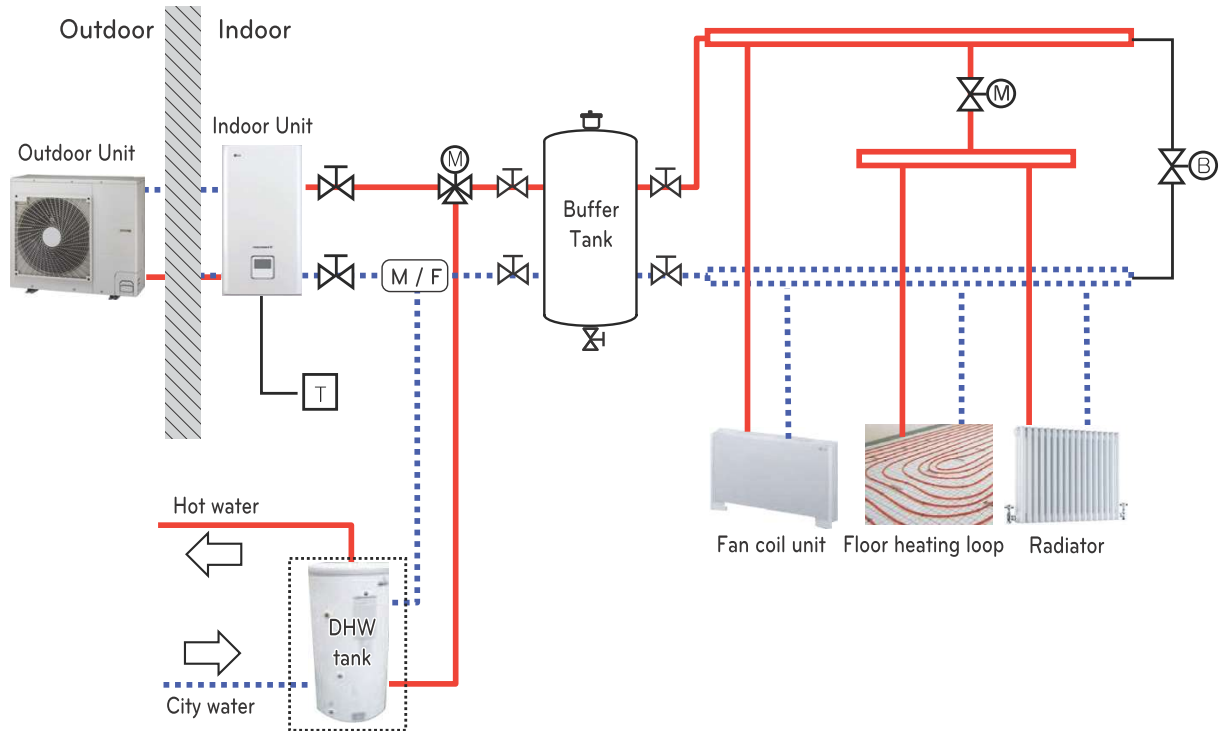 Outdoor
Indoor
Outdoor Unit
Indoor Unit
M
M
B
Buffer
Tank
M / F
T
Hot water
DHW
tank
City water
Fan coil unit
Floor heating loop
Radiator